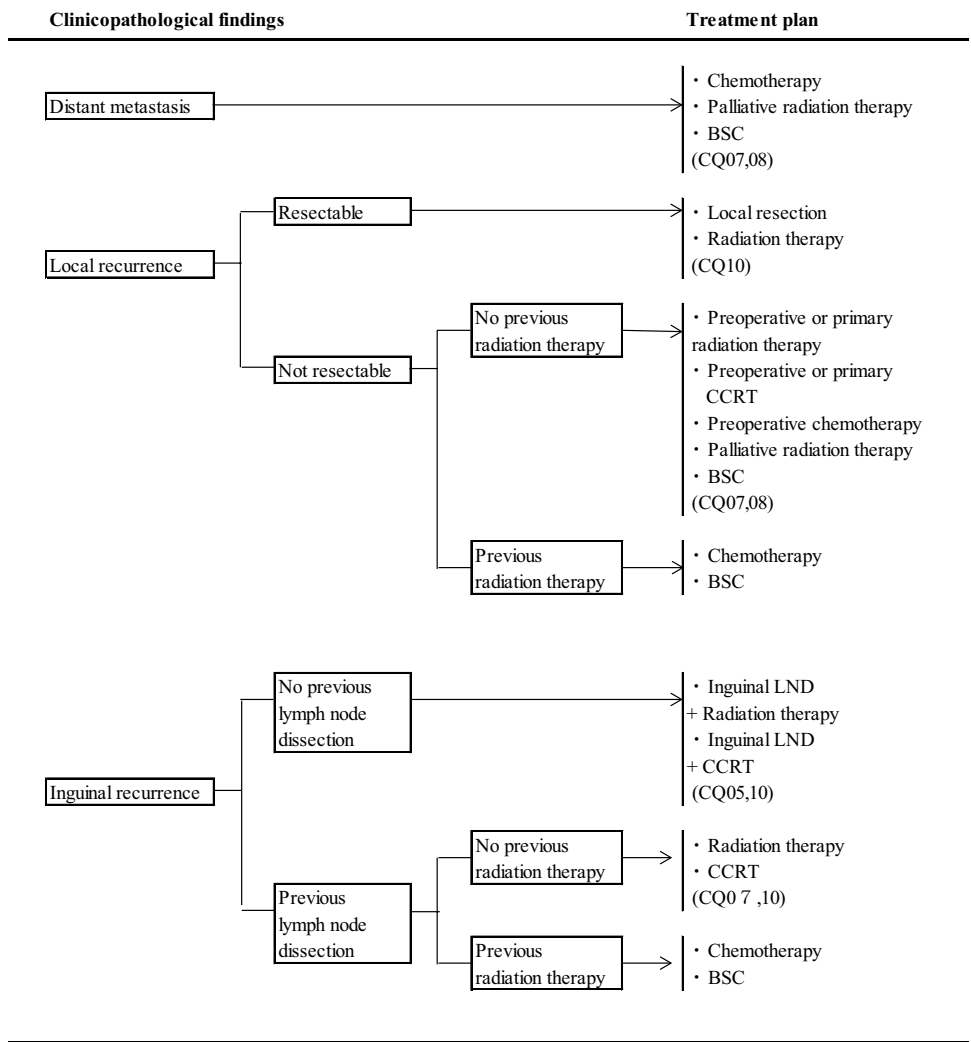 Clinicopathological findings
Treatment plan
Distant metastasis
・Chemotherapy
・Palliative radiation therapy
・BSC
(CQ07,08)
Local recurrence
Resectable
・Local resection
・Radiation therapy
(CQ10)
Not resectable
No previous
radiation therapy
・Preoperative or primary
radiation therapy
・Preoperative or primary
CCRT
・Preoperative chemotherapy
・Palliative radiation therapy
・BSC
(CQ07,08)
Previous
radiation therapy
・Chemotherapy
・BSC
Inguinal recurrence
No previous
lymph node
dissection
・Inguinal LND
+ Radiation therapy
・Inguinal LND
+ CCRT
(CQ05,10)
Previous
lymph node
dissection
No previous
radiation therapy
・Radiation therapy
・CCRT
(CQ0７,10)
Previous
radiation therapy
・Chemotherapy
・BSC